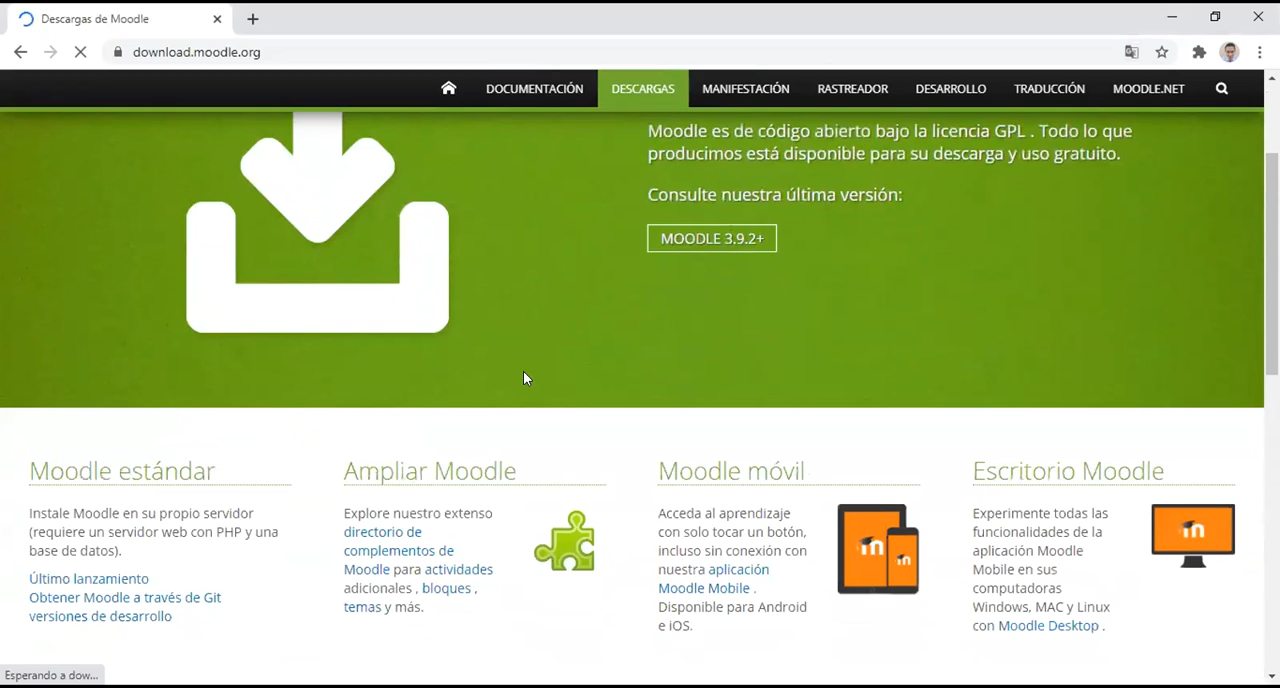 Descargas de Moodle
download.moodle.org
DOCUMENTACIÓN DESCARGAS MANIFESTACIÓN RASTREADOR DESARROLLO TRADUCCIÓN MOODLE.NET
Moodle es de código abierto bajo la licencia GPL . Todo lo que
producimos está disponible para su descarga y uso gratuito.
Consulte nuestra última versión:
MOODLE 3.9.2+
Moodle estándar
Instale Moodle en su propio servidor
(requiere un servidor web con PHP y una
base de datos).
Último lanzamiento
Obtener Moodle a través de Git
versiones de desarrollo
Ampliar Moodle
Explore nuestro extenso
directorio de
complementos de
Moodle para actividades
adicionales , bloques ,
temas y más.
Moodle móvil
Acceda al aprendizaje
con solo tocar un botón,
incluso sin conexión con
nuestra aplicación
Moodle Mobile .
Disponible para Android
e iOS.
m
m
Escritorio Moodle
Experimente todas las
funcionalidades de la
aplicación Moodle
Mobile en sus
computadoras
Windows, MAC y Linux
con Moodle Desktop .
m
Esperando a dow...